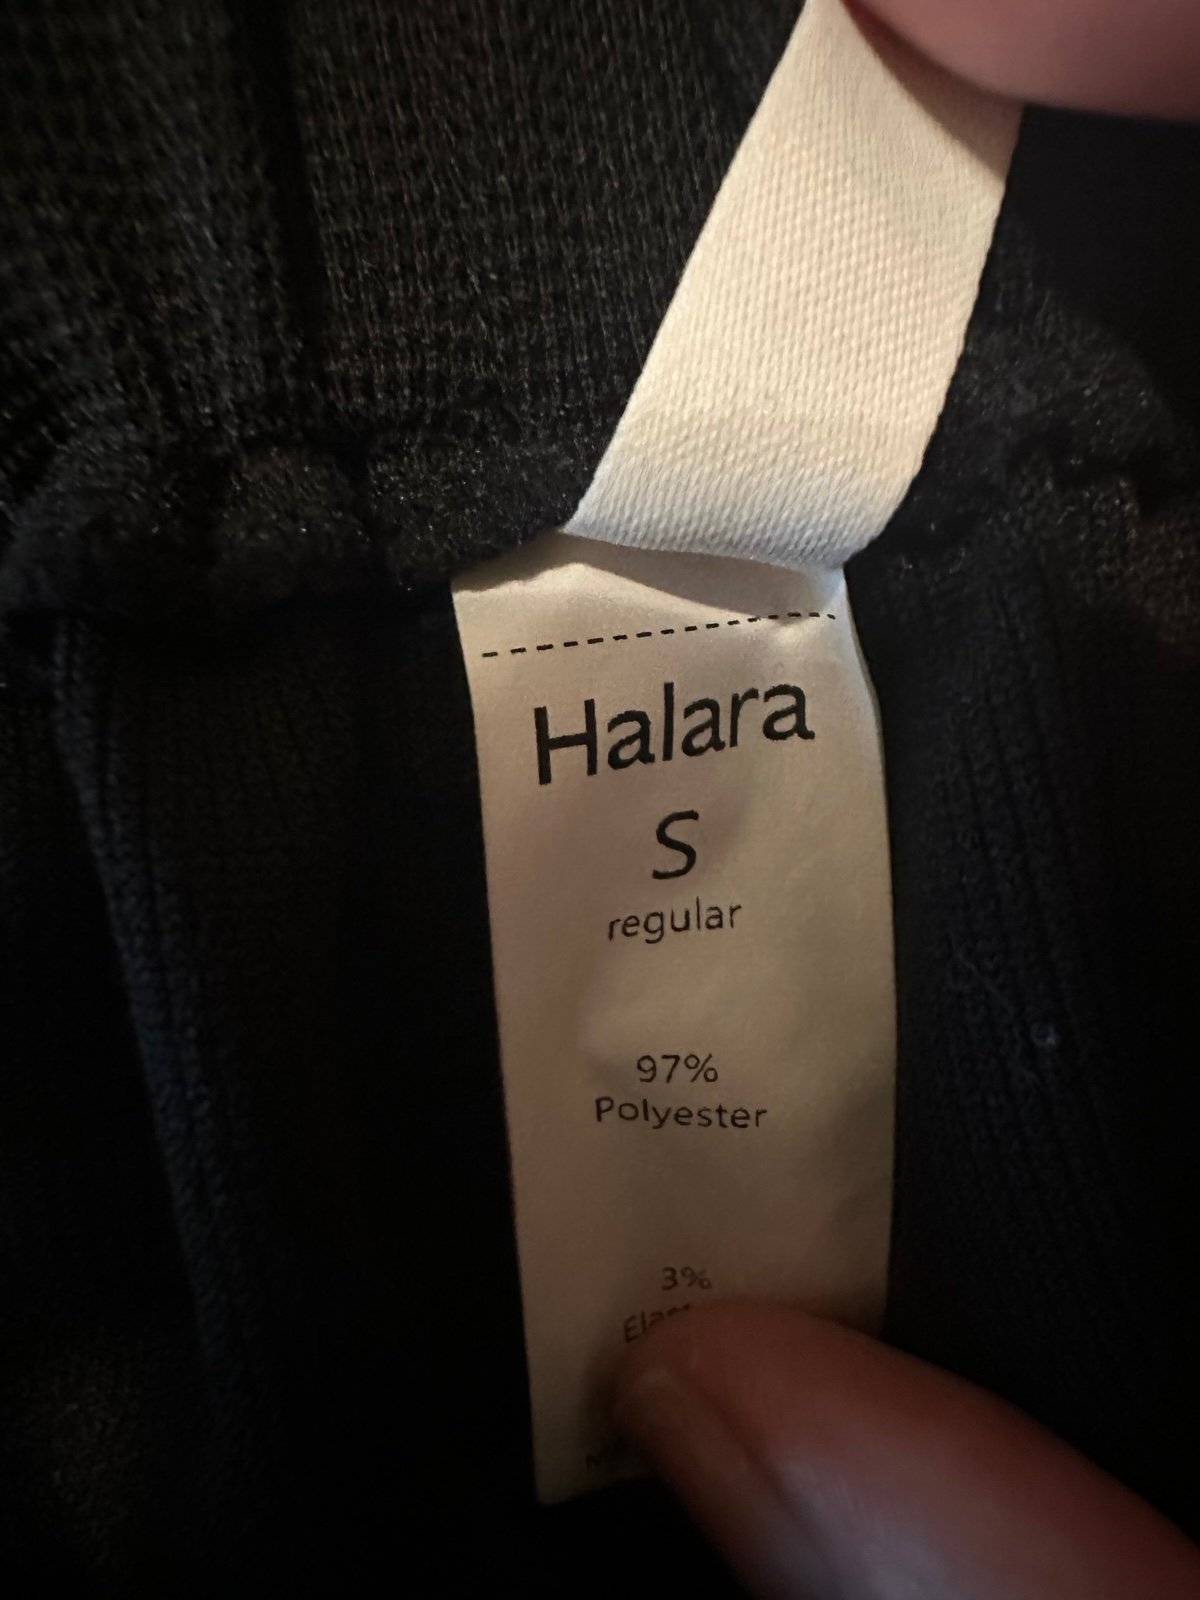 Halara
S
regular
97%
Polyester
3%